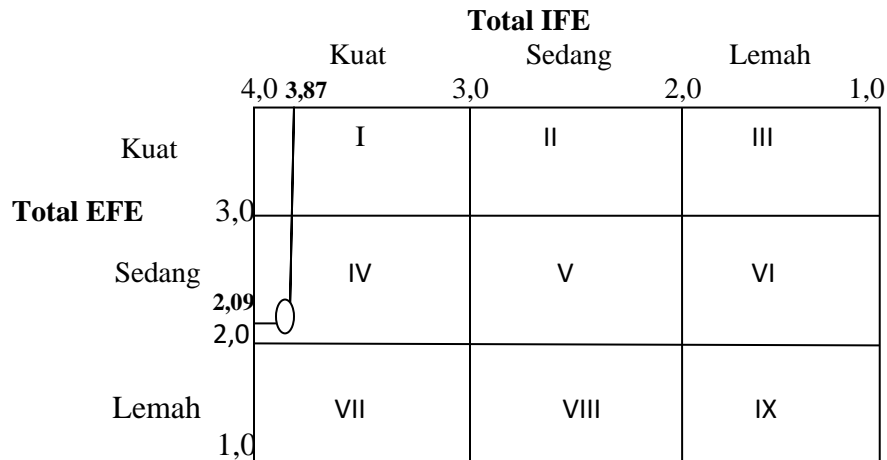 Total IFE
Kuat Sedang Lemah
4,0 3,87 3,0 2,0 1,0
Kuat I II III
Total EFE 3,0
Sedang IV V VI
2,09
2,0
Lemah VII VIII IX
1,0